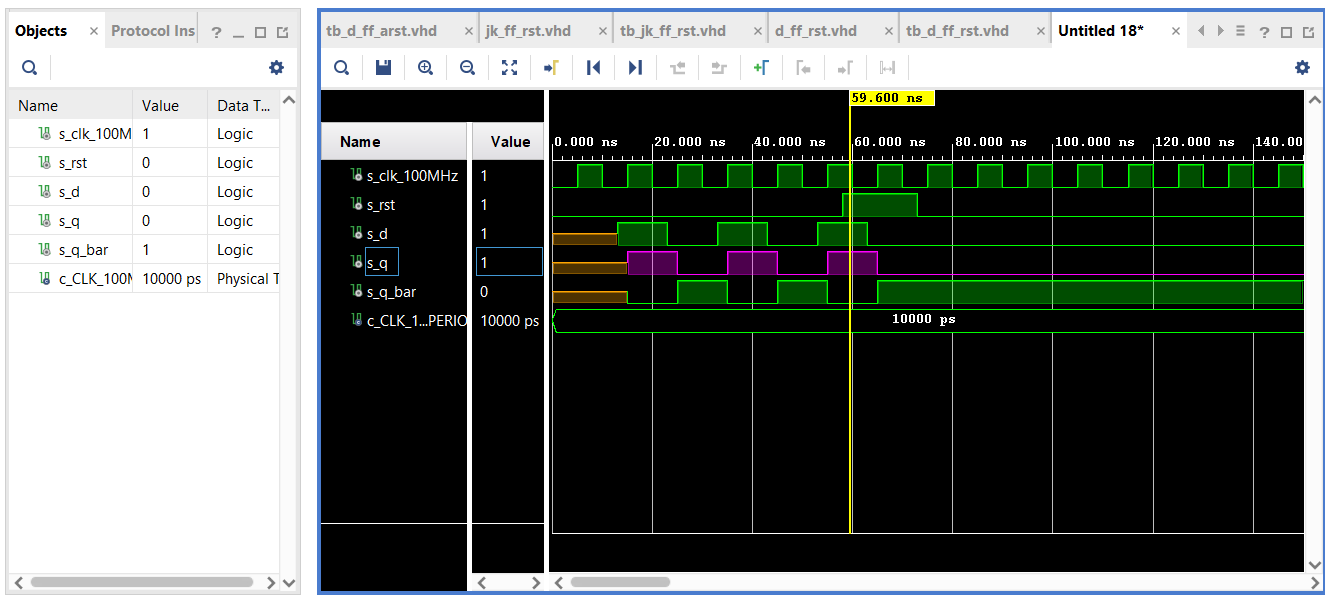 Objects × Protocol Ins ?
Name Value Data T...
s_clk_100M 1 Logic
s_rst 0 Logic
s_d 0 Logic
s_q 0 Logic
s_q_bar 1 Logic
c_CLK_100M 10000 ps Physical T
tb_d_ff_arst.vhd × jk_ff_rst.vhd × tb_jk_ff_rst.vhd × d_ff_rst.vhd × tb_d_ff_rst.vhd × Untitled 18* × ?
59.600 ns
Name Value
0.000 ns 20.000 ns 40.000 ns 60.000 ns 80.000 ns 100.000 ns 120.000 ns 140.00
s_clk_100MHz 1
s_rst 1
s_d 1
s_q 1
s_q_bar 0
c_CLK_1...PERIO 10000 ps 10000 ps